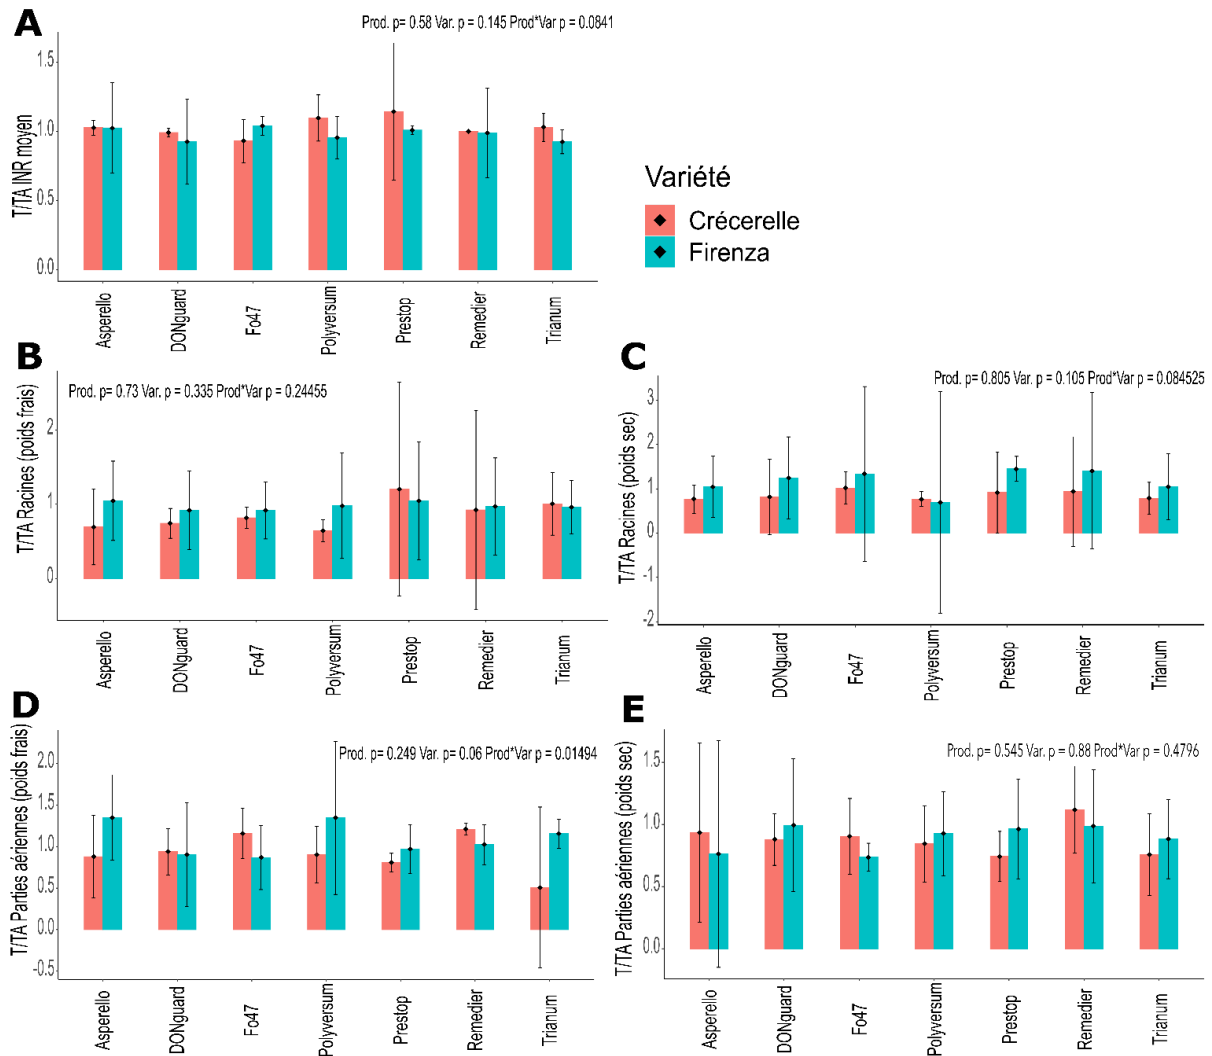 A
Prod. p= 0.58 Var. p = 0.145 Prod*Var p = 0.0841
T/TA INR moyen
1.5
1.0
0.5
0.0
Asperello
DONguard
Fo47
Polyversum
Prestop
Remedier
Trianum
Variété
Crécerelle
Firenza
B
Prod. p= 0.73 Var. p = 0.335 Prod*Var p = 0.24455
T/TA Racines (poids frais)
2
1
0
Asperello
DONguard
Fo47
Polyversum
Prestop
Remedier
Trianum
C
Prod. p= 0.805 Var. p = 0.105 Prod*Var p = 0.084525
T/TA Racines (poids sec)
3
2
1
0
-1
-2
Asperello
DONguard
Fo47
Polyversum
Prestop
Remedier
Trianum
D
Prod. p= 0.249 Var. p= 0.06 Prod*Var p = 0.01494
T/TA Parties aériennes (poids frais)
2.0
1.5
1.0
0.5
0.0
-0.5
Asperello
DONguard
Fo47
Polyversum
Prestop
Remedier
Trianum
E
Prod. p= 0.545 Var. p = 0.88 Prod*Var p = 0.4796
T/TA Parties aériennes (poids sec)
1.5
1.0
0.5
0.0
Asperello
DONguard
Fo47
Polyversum
Prestop
Remedier
Trianum